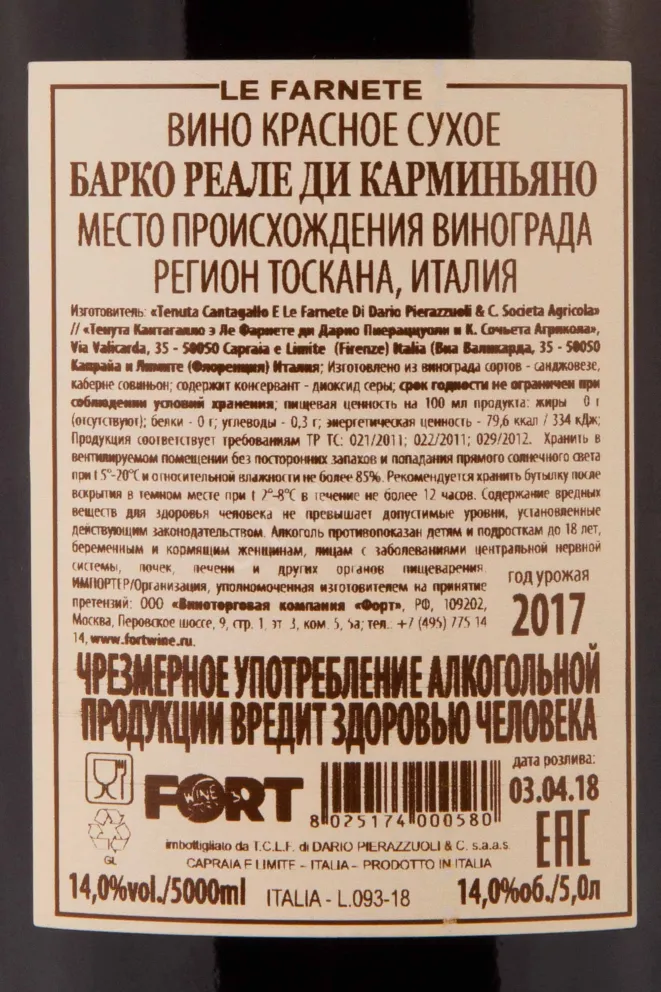 LE FARNETE
ВИНО КРАСНОЕ СУХОЕ
БАРКО РЕАЛЕ ДИ КАРМИНЬЯНО
МЕСТО ПРОИСХОЖДЕНИЯ ВИНОГРАДА
РЕГИОН ТОСКАНА, ИТАЛИЯ
Изготовитель: «Tenuta Cantagallo E Le Farnete Di Dario Pierazzuoli & C. Societa Agricola»
// «Тенута Кантагалло э Ле Фарнете ди Дарио Пиераццуоли и К. Сочьета Агрикола»,
Via Valicarda, 35 - 50050 Capraia e Limite (Firenze) Italia (Виа Валикарда, 35 - 50050
Капрайа и Лимите (Флоренция) Италия; Изготовлено из винограда сортов - санджовезе,
каберне совиньон; содержит консервант - диоксид серы; срок годности не ограничен при
соблюдении условий хранения; пищевая ценность на 100 мл продукта: жиры 0 г
(отсутствуют); белки - 0 г; углеводы - 0,3 г; энергетическая ценность - 79,6 ккал / 334 кДж;
Продукция соответствует требованиям ТР ТС: 021/2011; 022/2011; 029/2012. Хранить в
вентилируемом помещении без посторонних запахов и попадания прямого солнечного света
при t 5°-20°C и относительной влажности не более 85%. Рекомендуется хранить бутылку после
вскрытия в темном месте при t 2°-8°C в течение не более 12 часов. Содержание вредных
веществ для здоровья человека не превышает допустимые уровни, установленные
действующим законодательством. Алкоголь противопоказан детям и подросткам до 18 лет,
беременным и кормящим женщинам, лицам с заболеваниями центральной нервной
системы, почек, печени и других органов пищеварения.
ИМПОРТЕР/Организация, уполномоченная изготовителем на принятие
претензий: ООО «Виноторговая компания «Форт», РФ, 109202,
Москва, Перовское шоссе, 9, стр. 1, эт. 3, ком. 5, 5а; тел.: +7 (495) 775 14
14, www.fortwine.ru.
год урожая
2017
ЧРЕЗМЕРНОЕ УПОТРЕБЛЕНИЕ АЛКОГОЛЬНОЙ
ПРОДУКЦИИ ВРЕДИТ ЗДОРОВЬЮ ЧЕЛОВЕКА
FORT
WINE
GL
8 025174 000580
дата розлива:
03.04.18
EAC
imbottigliato da T.C.L.F. di DARIO PIERAZZUOLI & C. s.a.a.s.
CAPRAIA E LIMITE - ITALIA - PRODOTTO IN ITALIA
14,0%vol./5000ml
ITALIA - L.093-18
14,0%об./5,0л